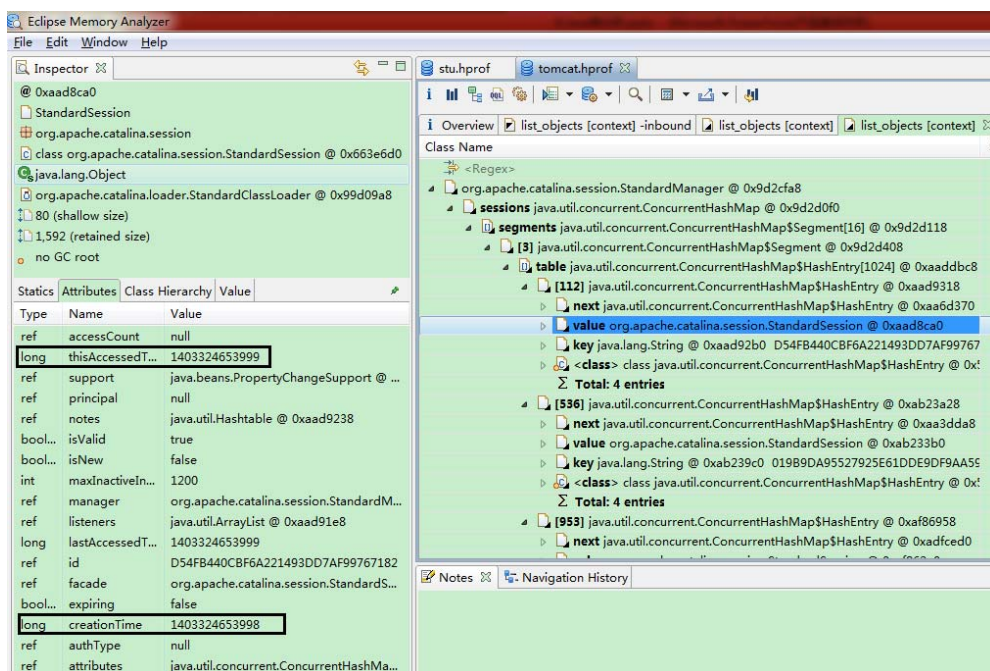 Eclipse Memory Analyzer
File Edit Window Help
Inspector
@ 0xaad8ca0
StandardSession
org.apache.catalina.session
class org.apache.catalina.session.StandardSession @ 0x663e6d0
java.lang.Object
org.apache.catalina.loader.StandardClassLoader @ 0x99d09a8
80 (shallow size)
1,592 (retained size)
no GC root
Statics Attributes Class Hierarchy Value
Type Name Value
ref accessCount null
long thisAccessedT... 1403324653999
ref support java.beans.PropertyChangeSupport @ ...
ref principal null
ref notes java.util.Hashtable @ 0xaad9238
bool... isValid true
bool... isNew false
int maxInactiveIn... 1200
ref manager org.apache.catalina.session.StandardM...
ref listeners java.util.ArrayList @ 0xaad91e8
long lastAccessedT... 1403324653999
ref id D54FB440CBF6A221493DD7AF99767182
ref facade org.apache.catalina.session.StandardS...
bool... expiring false
long creationTime 1403324653998
ref authType null
ref attributes java.util.concurrent.ConcurrentHashMa...
stu.hprof tomcat.hprof
i Overview list_objects [context] -inbound list_objects [context] list_objects [context]
Class Name
<Regex>
org.apache.catalina.session.StandardManager @ 0x9d2cfa8
sessions java.util.concurrent.ConcurrentHashMap @ 0x9d2d0f0
segments java.util.concurrent.ConcurrentHashMap$Segment[16] @ 0x9d2d118
[3] java.util.concurrent.ConcurrentHashMap$Segment @ 0x9d2d408
table java.util.concurrent.ConcurrentHashMap$HashEntry[1024] @ 0xaaddbc8
[112] java.util.concurrent.ConcurrentHashMap$HashEntry @ 0xaad9318
next java.util.concurrent.ConcurrentHashMap$HashEntry @ 0xaa6d370
value org.apache.catalina.session.StandardSession @ 0xaad8ca0
key java.lang.String @ 0xaad92b0 D54FB440CBF6A221493DD7AF99767
<class> class java.util.concurrent.ConcurrentHashMap$HashEntry @ 0x
Σ Total: 4 entries
[536] java.util.concurrent.ConcurrentHashMap$HashEntry @ 0xab23a28
next java.util.concurrent.ConcurrentHashMap$HashEntry @ 0xaa3dda8
value org.apache.catalina.session.StandardSession @ 0xab233b0
key java.lang.String @ 0xab239c0 019B9DA95527925E61DDE9DF9AA59
<class> class java.util.concurrent.ConcurrentHashMap$HashEntry @ 0x
Σ Total: 4 entries
[953] java.util.concurrent.ConcurrentHashMap$HashEntry @ 0xaf86958
next java.util.concurrent.ConcurrentHashMap$HashEntry @ 0xadfced0
Notes Navigation History